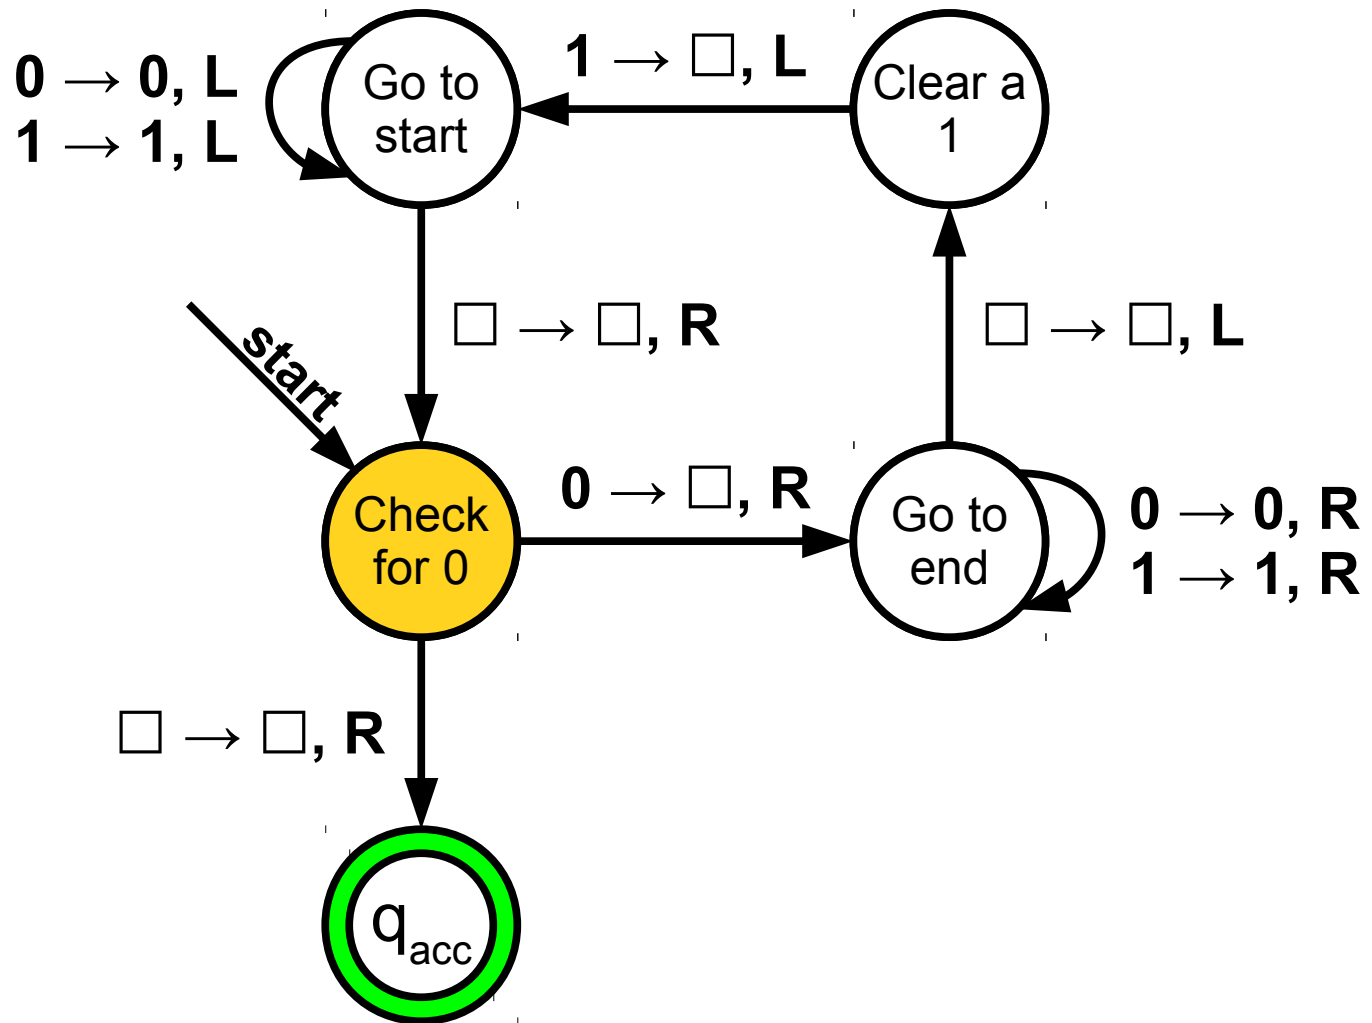 0 → 0, L
1 → 1, L
Go to
start
1 → □, L
Clear a
1
□ → □, R
□ → □, L
start
Check
for 0
0 → □, R
Go to
end
0 → 0, R
1 → 1, R
□ → □, R
qacc